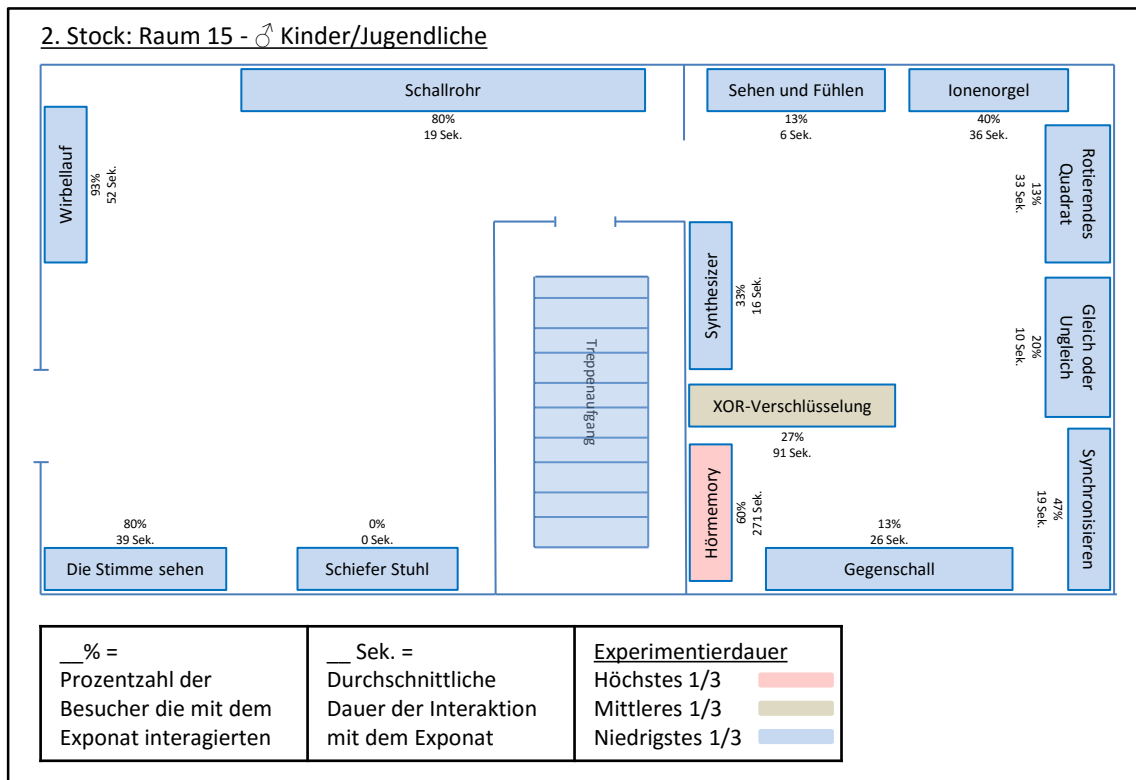 2. Stock: Raum 15 - ♂ Kinder/Jugendliche
Schallrohr
80%
19 Sek.
Sehen und Fühlen
13%
6 Sek.
Ionenorgel
40%
36 Sek.
Wirbellauf
93%
52 Sek.
Rotierendes
Quadrat
13%
33 Sek.
Synthesizer
33%
16 Sek.
Gleich oder
Ungleich
20%
10 Sek.
Treppenaufgang
XOR-Verschlüsselung
27%
91 Sek.
Hörmemory
60%
271 Sek.
Synchronisieren
47%
19 Sek.
80%
39 Sek.
Die Stimme sehen
0%
0 Sek.
Schiefer Stuhl
13%
26 Sek.
Gegenschall
__% =
Prozentzahl der
Besucher die mit dem
Exponat interagierten
__ Sek. =
Durchschnittliche
Dauer der Interaktion
mit dem Exponat
Experimentierdauer
Höchstes 1/3
Mittleres 1/3
Niedrigstes 1/3